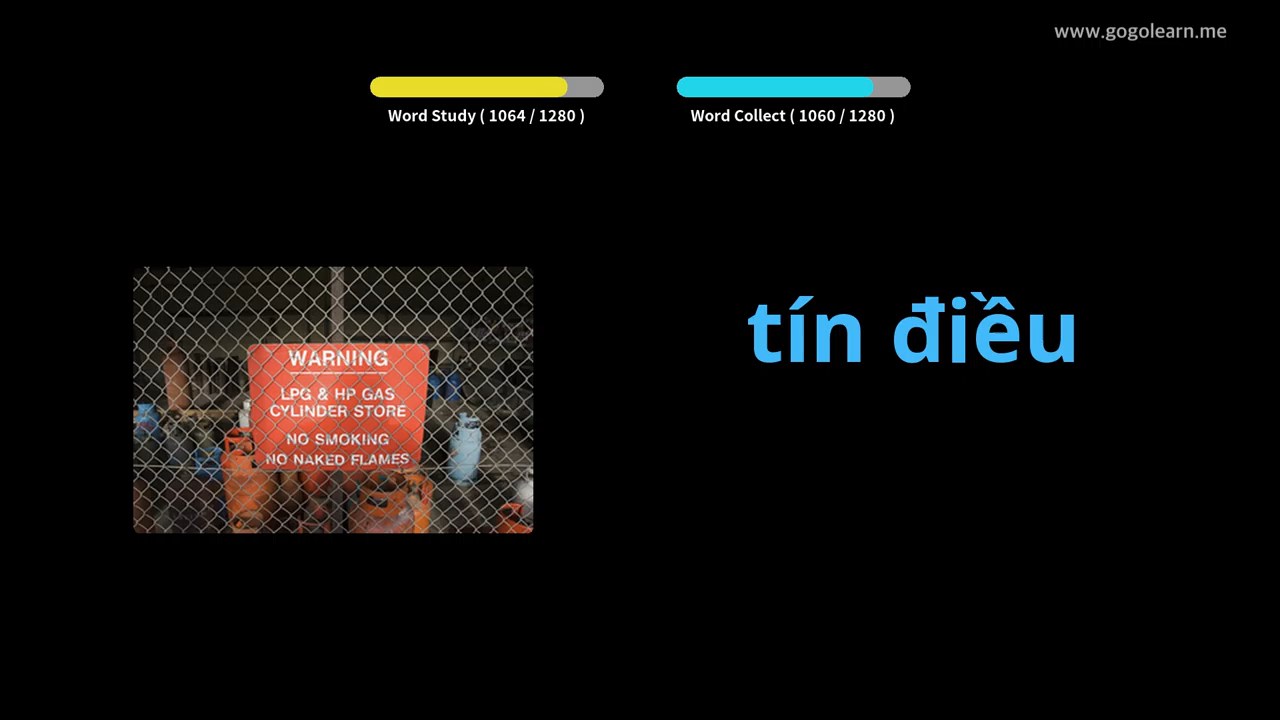 www.gogolearn.me
Word Study ( 1064 / 1280 )
Word Collect ( 1060 / 1280 )
tín điều
WARNING
LPG & HP GAS
CYLINDER STORE
NO SMOKING
NO NAKED FLAMES